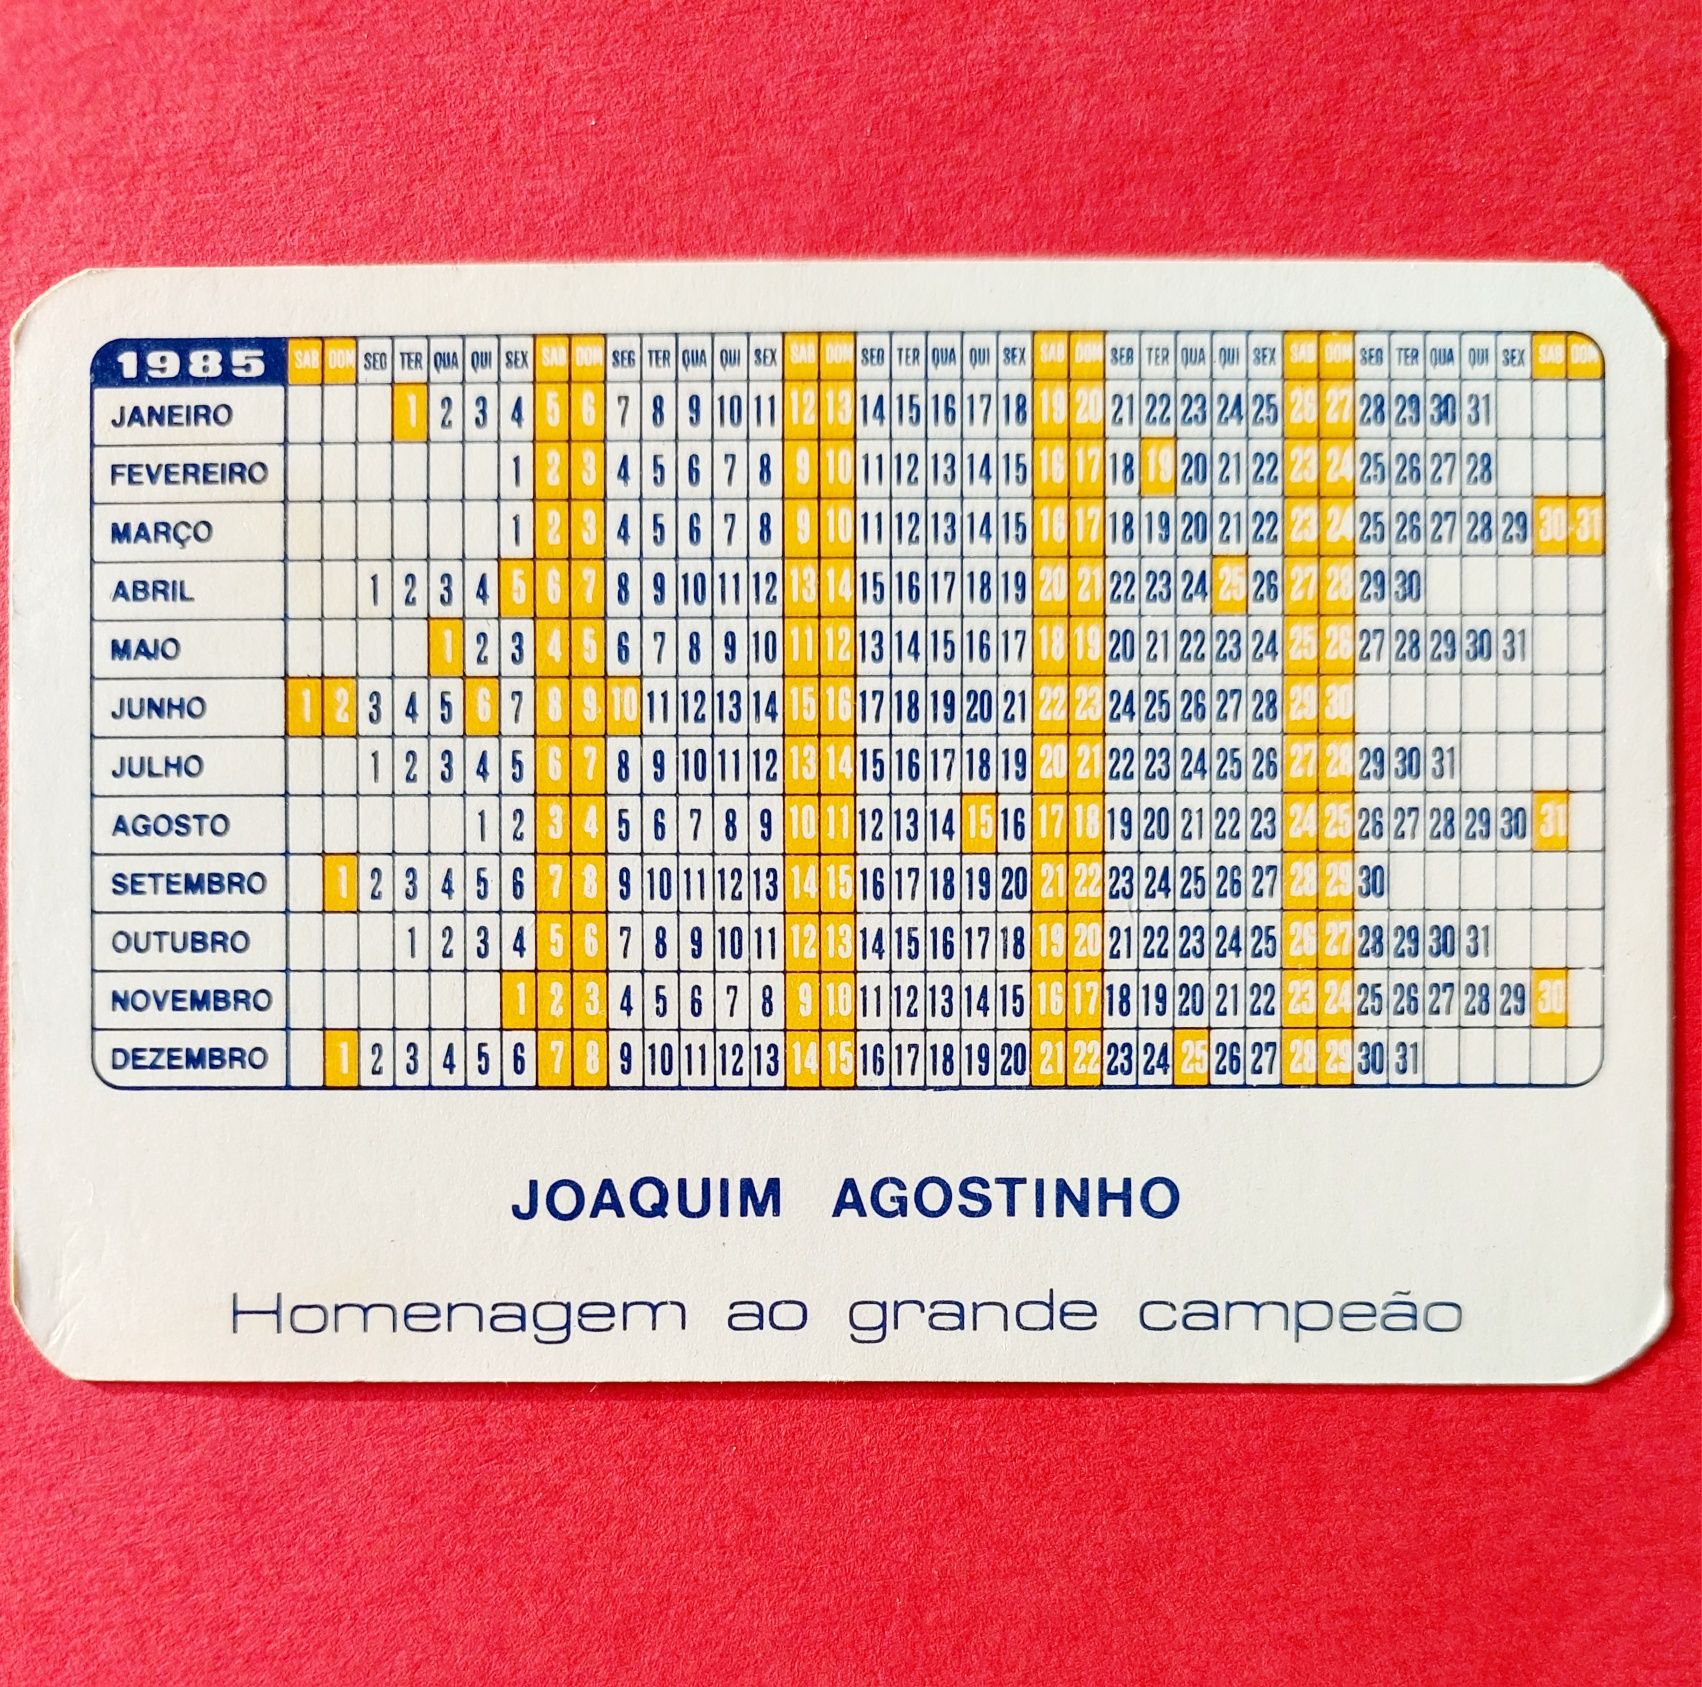 1985 SAB DOM SEG TER QUA QUI SEX SAB DOM SEG TER QUA QUI SEX SAB DOM SEG TER QUA QUI SEX SAB DOM SEG TER QUA QUI SEX SAB DOM SEG TER QUA QUI SEX SAB DOM
JANEIRO 1 2 3 4 5 6 7 8 9 10 11 12 13 14 15 16 17 18 19 20 21 22 23 24 25 26 27 28 29 30 31
FEVEREIRO 1 2 3 4 5 6 7 8 9 10 11 12 13 14 15 16 17 18 19 20 21 22 23 24 25 26 27 28
MARÇO 1 2 3 4 5 6 7 8 9 10 11 12 13 14 15 16 17 18 19 20 21 22 23 24 25 26 27 28 29 30 31
ABRIL 1 2 3 4 5 6 7 8 9 10 11 12 13 14 15 16 17 18 19 20 21 22 23 24 25 26 27 28 29 30
MAIO 1 2 3 4 5 6 7 8 9 10 11 12 13 14 15 16 17 18 19 20 21 22 23 24 25 26 27 28 29 30 31
JUNHO 1 2 3 4 5 6 7 8 9 10 11 12 13 14 15 16 17 18 19 20 21 22 23 24 25 26 27 28 29 30
JULHO 1 2 3 4 5 6 7 8 9 10 11 12 13 14 15 16 17 18 19 20 21 22 23 24 25 26 27 28 29 30 31
AGOSTO 1 2 3 4 5 6 7 8 9 10 11 12 13 14 15 16 17 18 19 20 21 22 23 24 25 26 27 28 29 30 31
SETEMBRO 1 2 3 4 5 6 7 8 9 10 11 12 13 14 15 16 17 18 19 20 21 22 23 24 25 26 27 28 29 30
OUTUBRO 1 2 3 4 5 6 7 8 9 10 11 12 13 14 15 16 17 18 19 20 21 22 23 24 25 26 27 28 29 30 31
NOVEMBRO 1 2 3 4 5 6 7 8 9 10 11 12 13 14 15 16 17 18 19 20 21 22 23 24 25 26 27 28 29 30
DEZEMBRO 1 2 3 4 5 6 7 8 9 10 11 12 13 14 15 16 17 18 19 20 21 22 23 24 25 26 27 28 29 30 31
JOAQUIM AGOSTINHO
Homenagem ao grande campeão